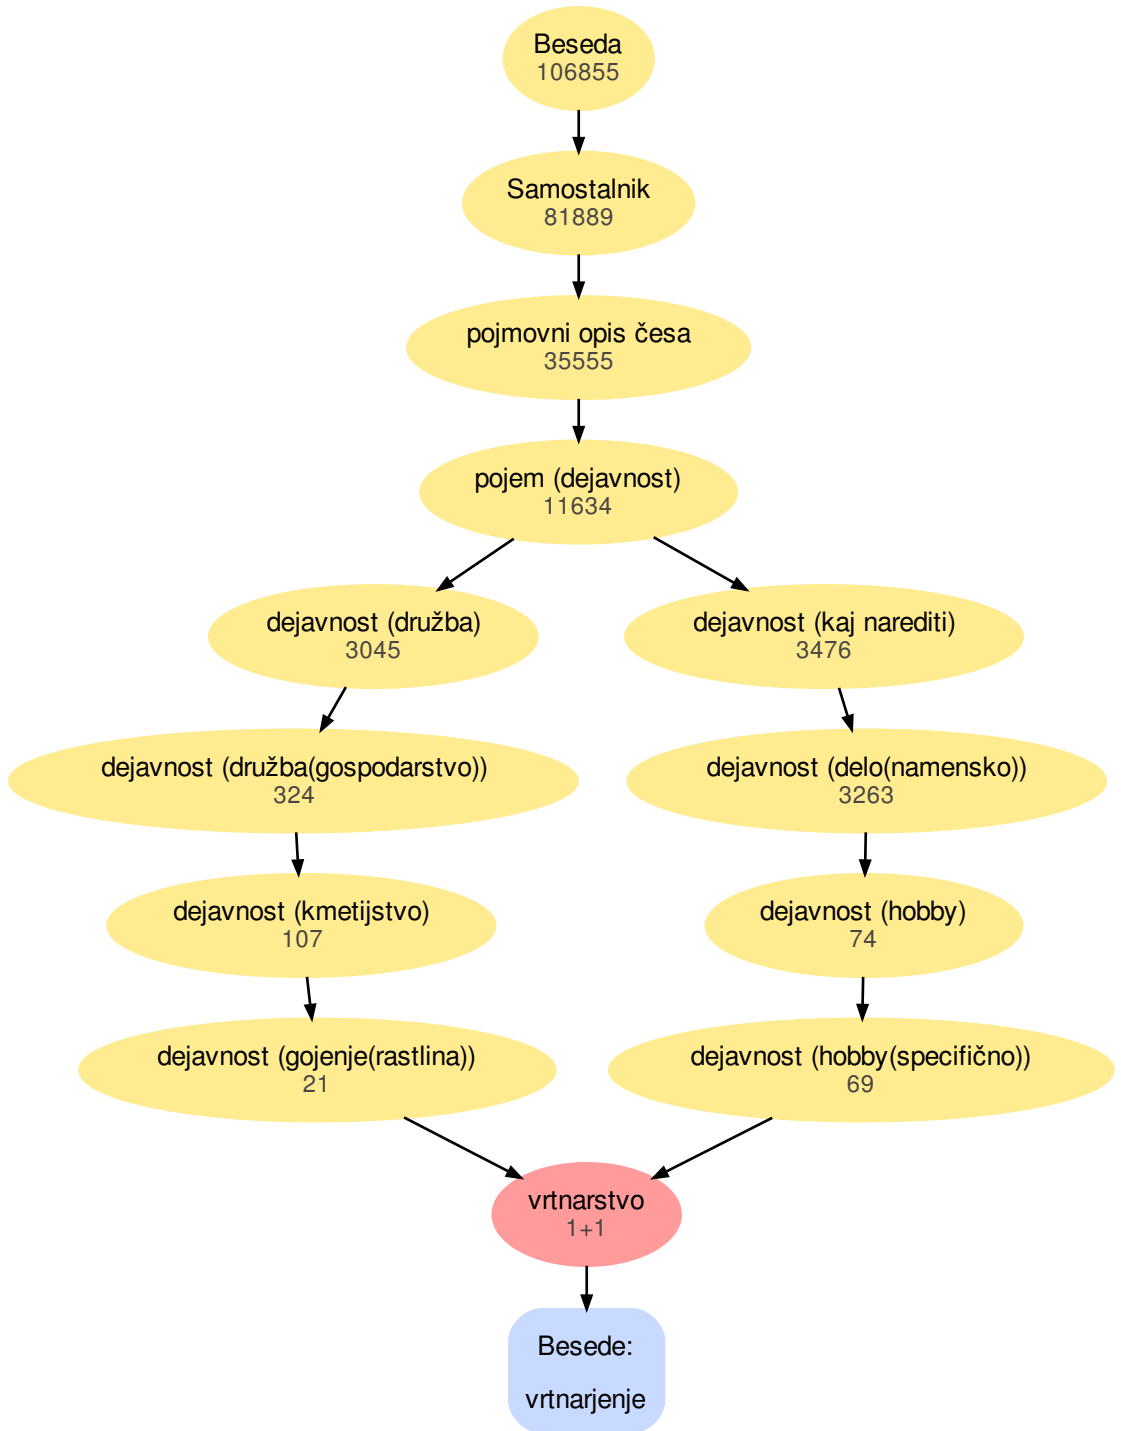 Beseda
106855
Samostalnik
81889
pojmovni opis česa
35555
pojem (dejavnost)
11634
dejavnost (družba)
3045
dejavnost (kaj narediti)
3476
dejavnost (družba(gospodarstvo))
324
dejavnost (delo(namensko))
3263
dejavnost (kmetijstvo)
107
dejavnost (hobby)
74
dejavnost (gojenje(rastlina))
21
dejavnost (hobby(specifično))
69
vrtnarstvo
1+1
Besede:
vrtnarjenje